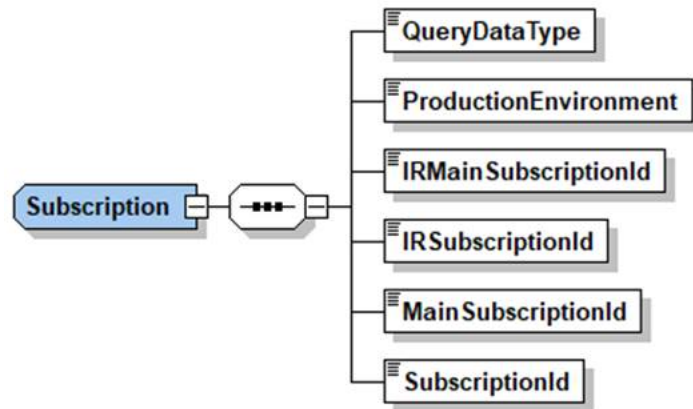 QueryDataType
ProductionEnvironment
IRMainSubscriptionId
Subscription
IRSubscriptionId
MainSubscriptionId
SubscriptionId